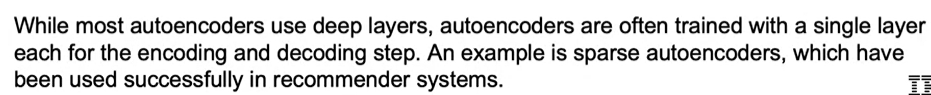 While most autoencoders use deep layers, autoencoders are often trained with a single layer
each for the encoding and decoding step. An example is sparse autoencoders, which have
been used successfully in recommender systems.